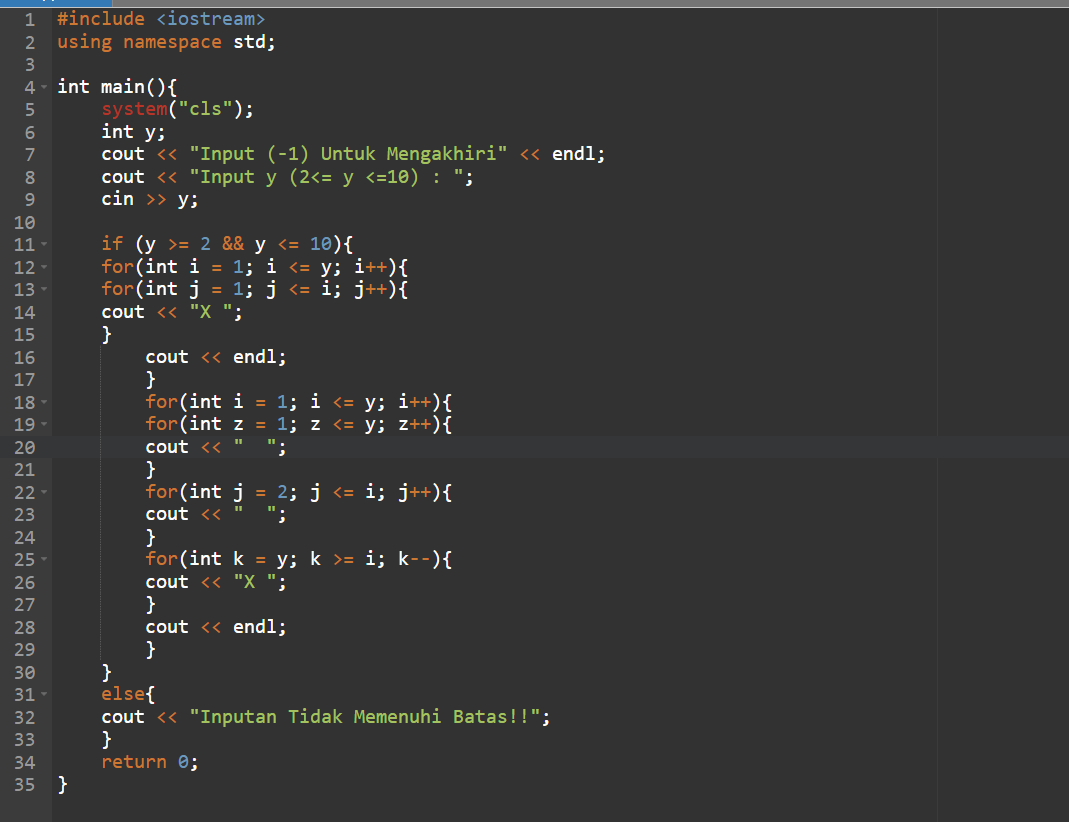 1 #include <iostream>
2 using namespace std;
3
4 int main(){
5     system("cls");
6     int y;
7     cout << "Input (-1) Untuk Mengakhiri" << endl;
8     cout << "Input y (2<= y <=10) : ";
9     cin >> y;
10
11     if (y >= 2 && y <= 10){
12     for(int i = 1; i <= y; i++){
13     for(int j = 1; j <= i; j++){
14     cout << "X ";
15     }
16         cout << endl;
17         }
18         for(int i = 1; i <= y; i++){
19         for(int z = 1; z <= y; z++){
20         cout << "  ";
21         }
22         for(int j = 2; j <= i; j++){
23         cout << "  ";
24         }
25         for(int k = y; k >= i; k--){
26         cout << "X ";
27         }
28         cout << endl;
29         }
30     }
31     else{
32     cout << "Inputan Tidak Memenuhi Batas!!";
33     }
34     return 0;
35 }